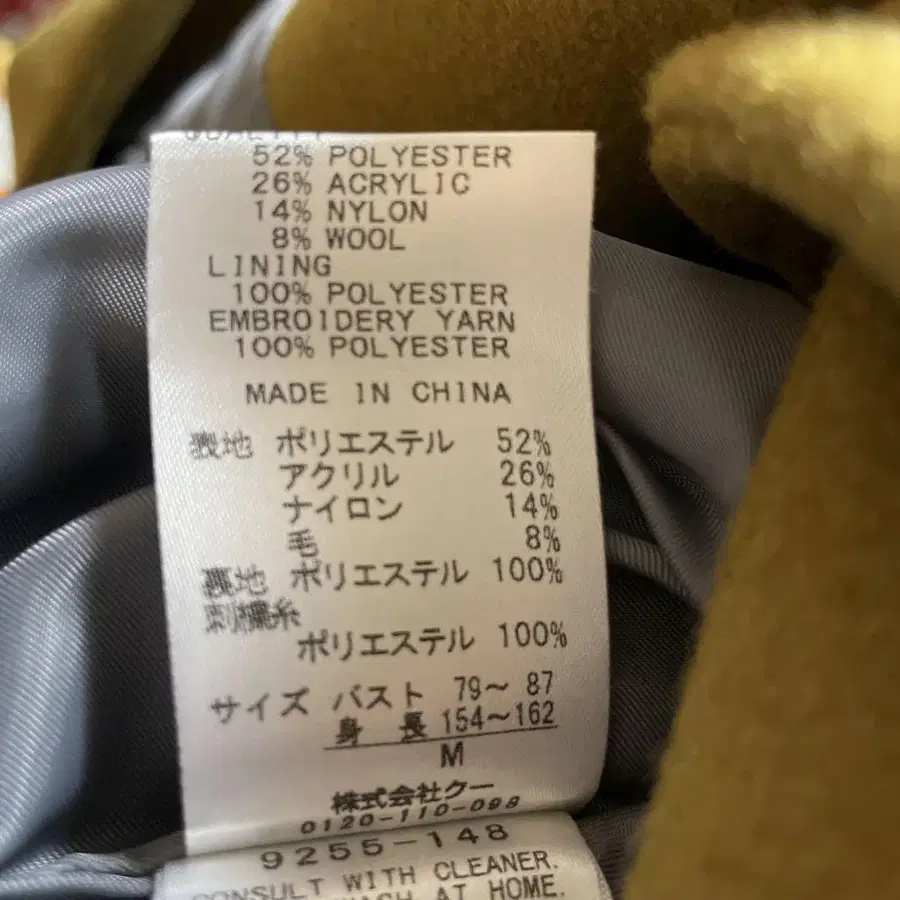 QUALITY
52% POLYESTER
26% ACRYLIC
14% NYLON
8% WOOL
LINING
100% POLYESTER
EMBROIDERY YARN
100% POLYESTER
MADE IN CHINA
表地 ポリエステル 52%
アクリル 26%
ナイロン 14%
毛 8%
裏地 ポリエステル 100%
刺繍糸
ポリエステル 100%
サイズ バスト 79～ 87
身長 154～162
M
株式会社クー
0120-110-098
9255-148
CONSULT WITH CLEANER.
WASH AT HOME.